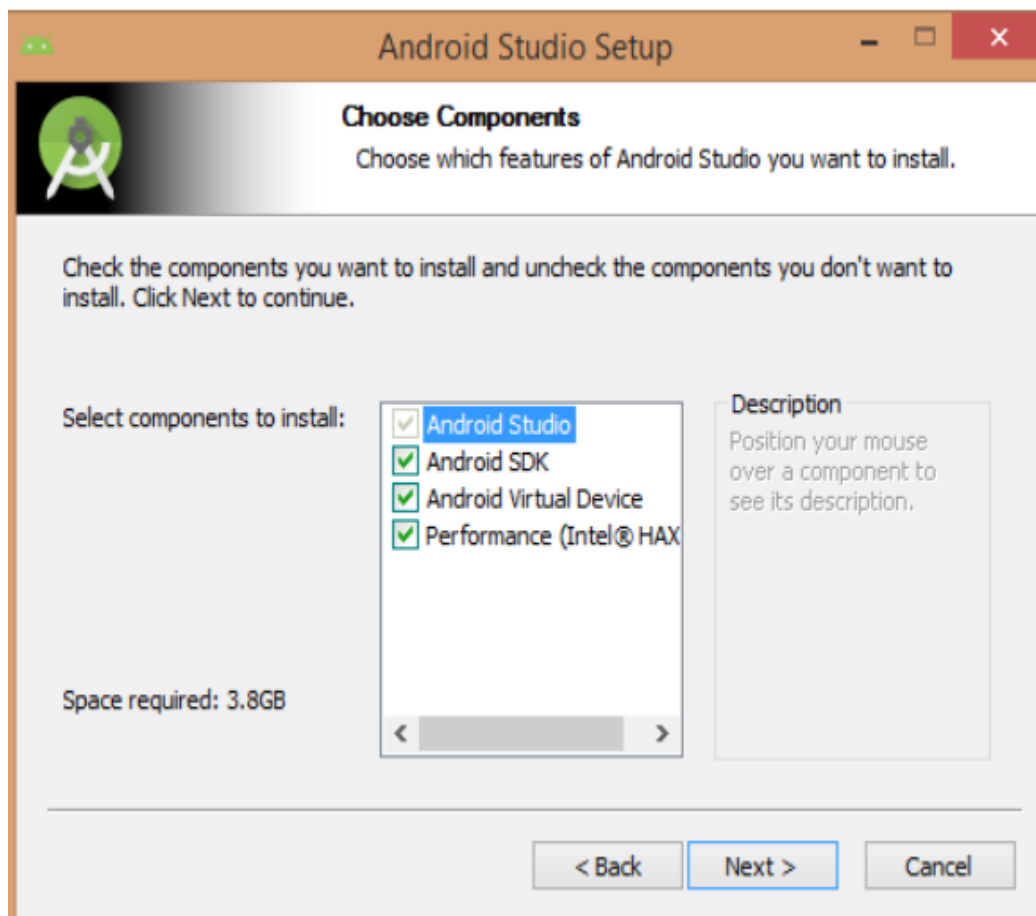 Android Studio Setup
Choose Components
Choose which features of Android Studio you want to install.
Check the components you want to install and uncheck the components you don't want to
install. Click Next to continue.
Select components to install:
Android Studio
Android SDK
Android Virtual Device
Performance (Intel® HAX
Description
Position your mouse
over a component to
see its description.
Space required: 3.8GB
< Back
Next >
Cancel